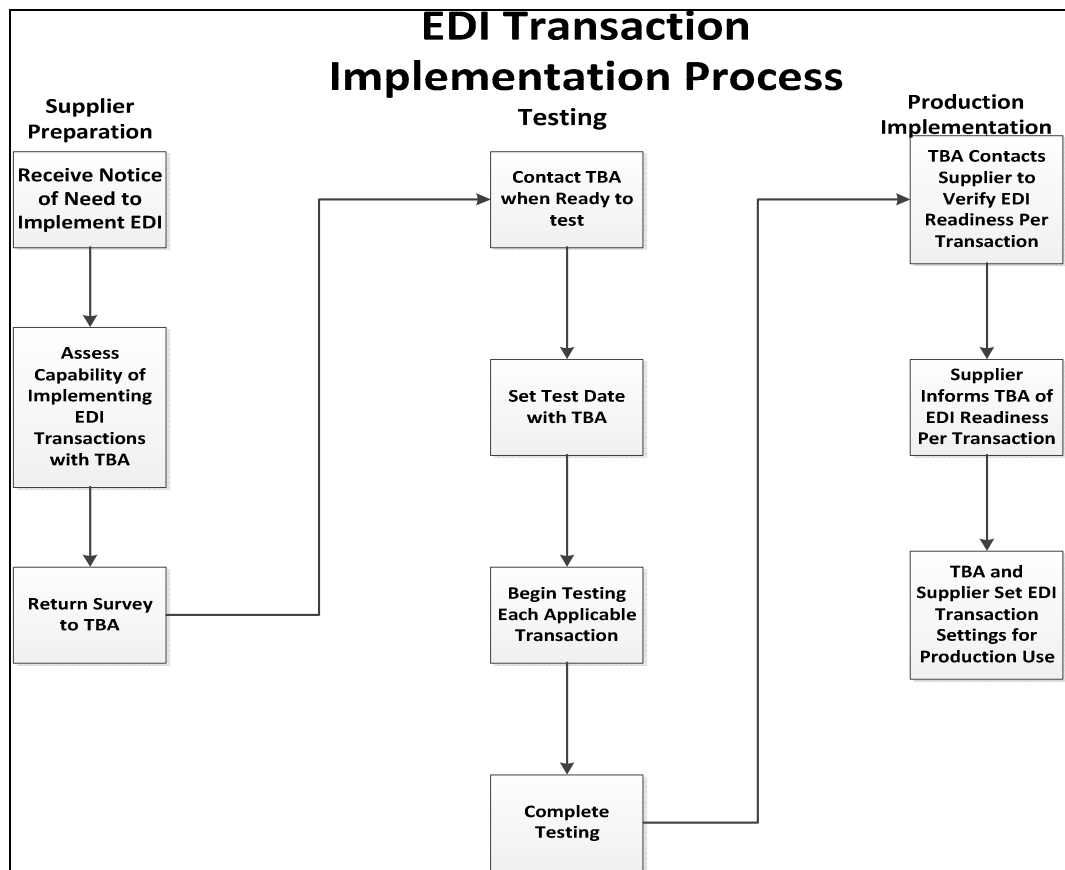 EDI Transaction
Implementation Process
Supplier
Preparation
Receive Notice
of Need to
Implement EDI
Assess
Capability of
Implementing
EDI
Transactions
with TBA
Return Survey
to TBA
Testing
Contact TBA
when Ready to
test
Set Test Date
with TBA
Begin Testing
Each Applicable
Transaction
Complete
Testing
Production
Implementation
TBA Contacts
Supplier to
Verify EDI
Readiness Per
Transaction
Supplier
Informs TBA of
EDI Readiness
Per Transaction
TBA and
Supplier Set EDI
Transaction
Settings for
Production Use